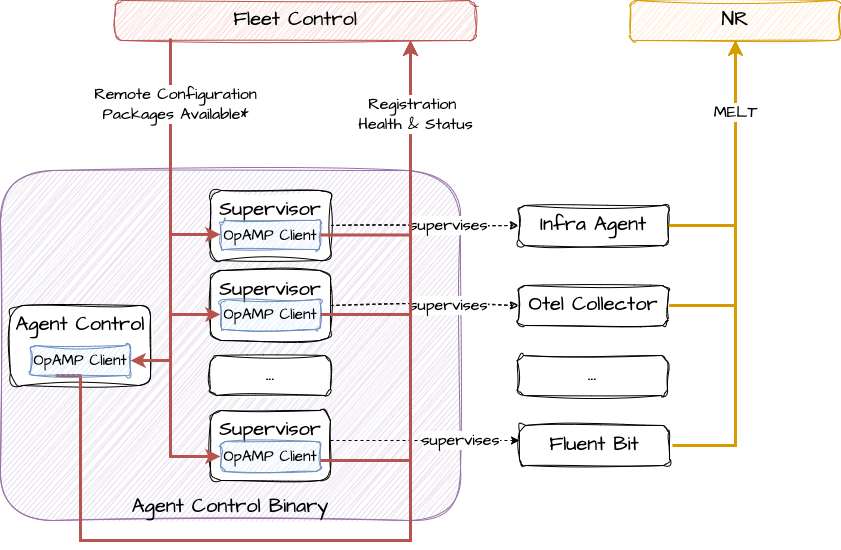 Fleet Control
NR
Remote Configuration
Packages Available*
Registration
Health & Status
MELT
Supervisor
OpAMP Client
supervises
Infra Agent
Supervisor
OpAMP Client
supervises
Otel Collector
Agent Control
OpAMP Client
...
...
Supervisor
OpAMP Client
supervises
Fluent Bit
Agent Control Binary